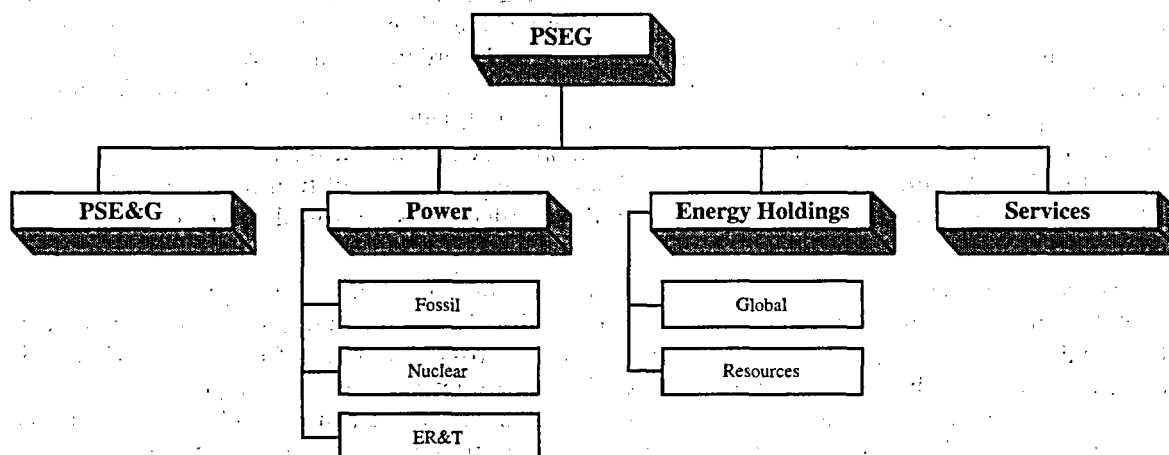 PSEG
PSE&G
Power
Energy Holdings
Services
Fossil
Global
Nuclear
Resources
ER&T